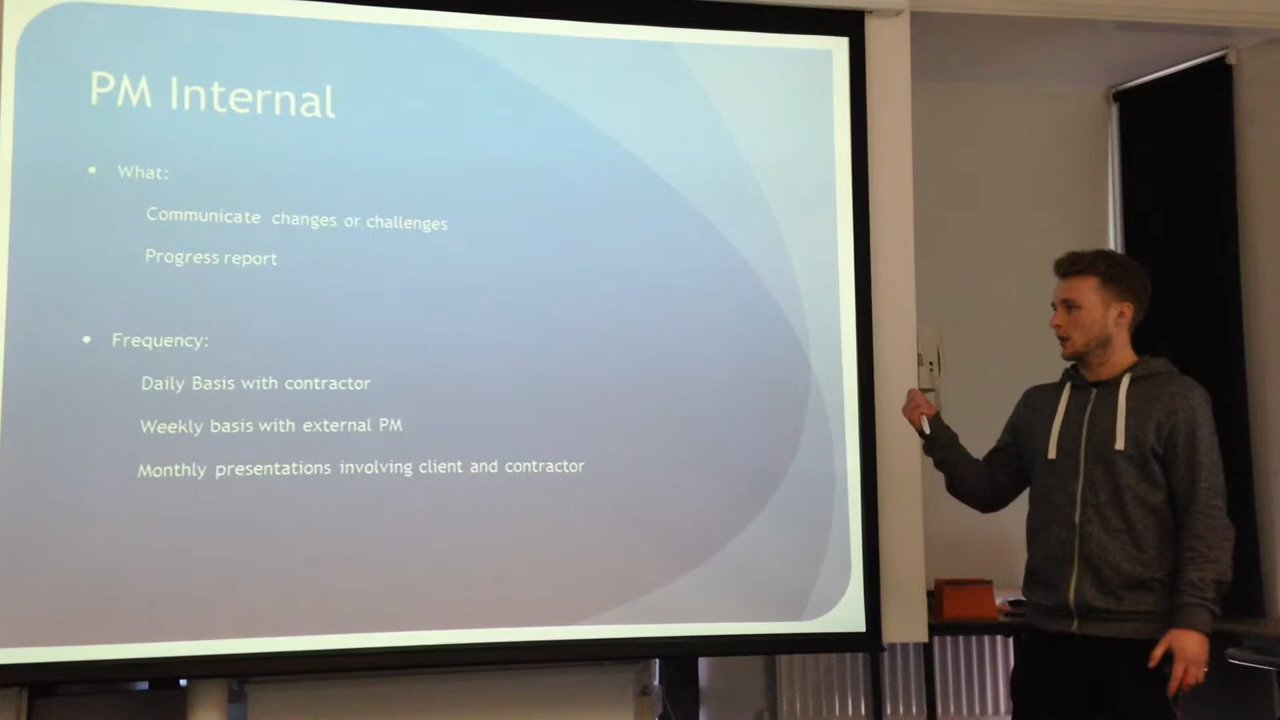 PM Internal
• What:
Communicate changes or challenges
Progress report
• Frequency:
Daily Basis with contractor
Weekly basis with external PM
Monthly presentations involving client and contractor